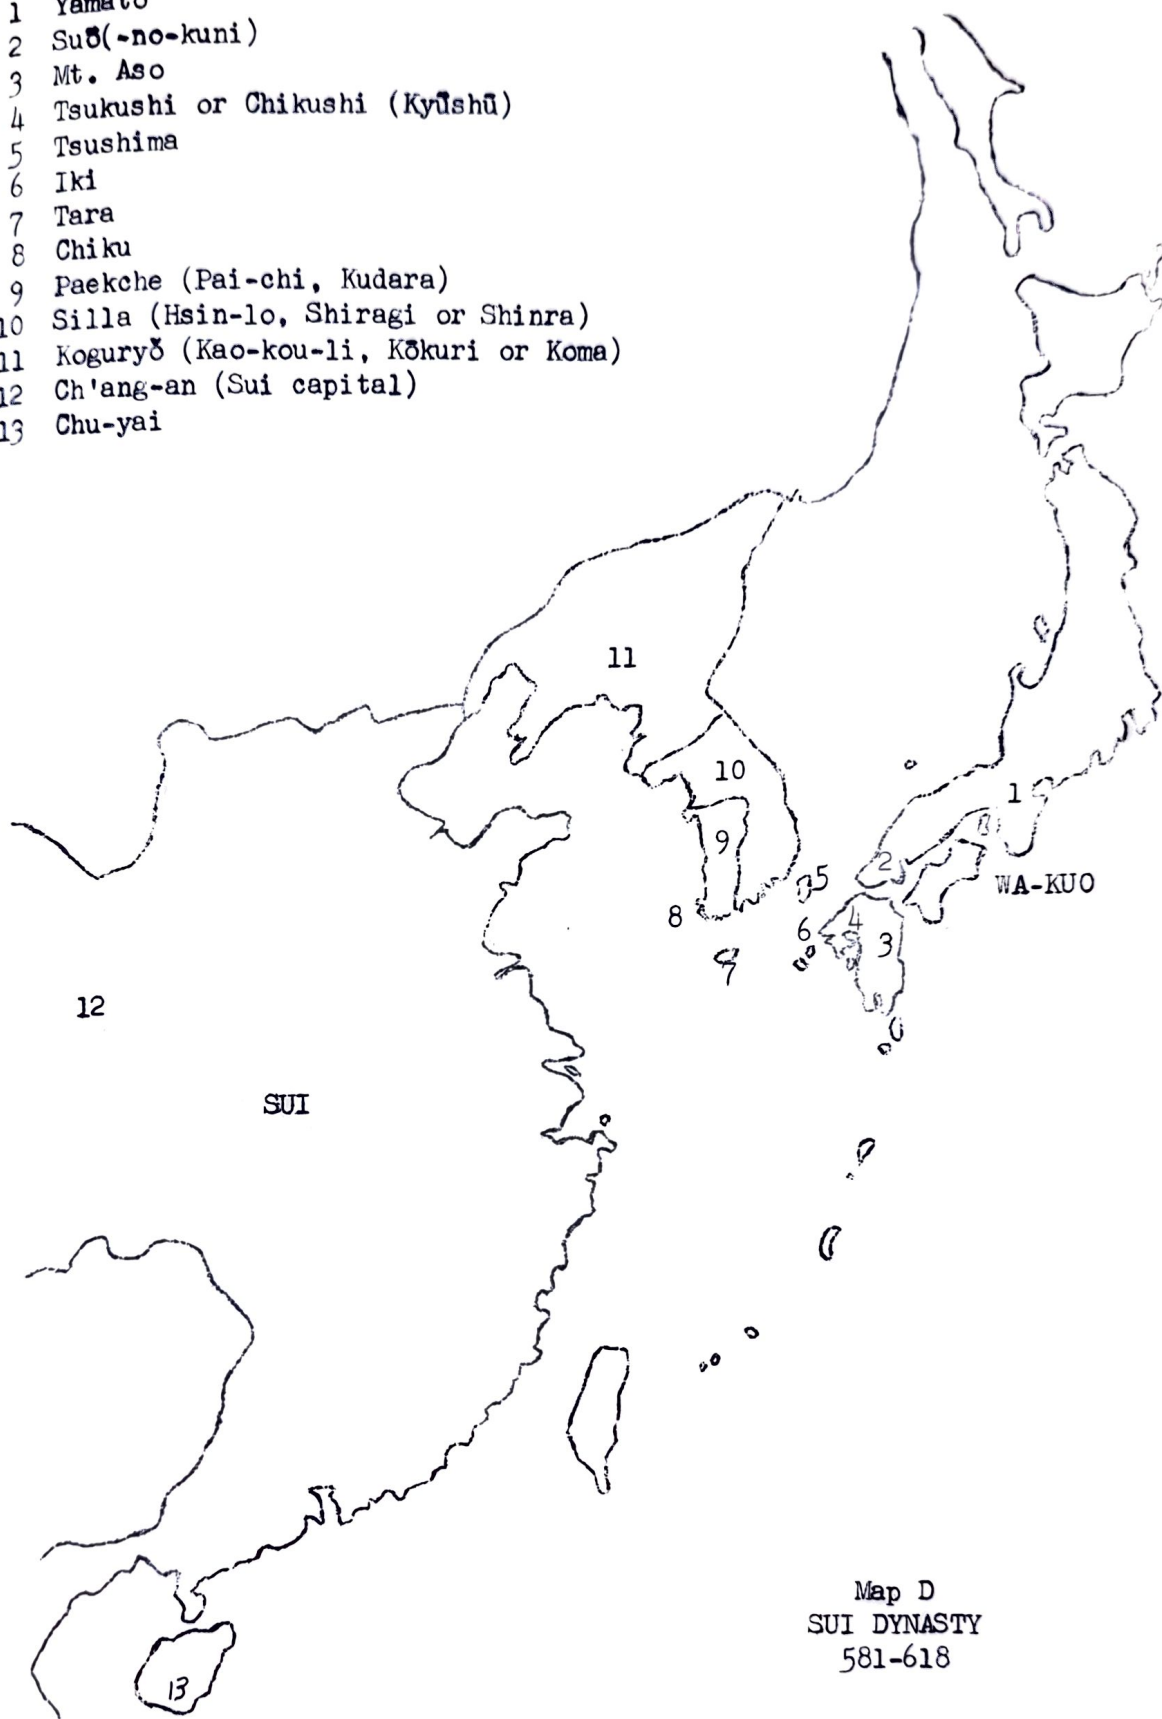 1 Yamato
2 Suō(-no-kuni)
3 Mt. Aso
4 Tsukushi or Chikushi (Kyūshū)
5 Tsushima
6 Iki
7 Tara
8 Chiku
9 Paekche (Pai-chi, Kudara)
10 Silla (Hsin-lo, Shiragi or Shinra)
11 Koguryŏ (Kao-kou-li, Kōkuri or Koma)
12 Ch'ang-an (Sui capital)
13 Chu-yai
11
10
1
9
2
5
WA-KUO
8
6
4
3
12
SUI
13
Map D
SUI DYNASTY
581-618